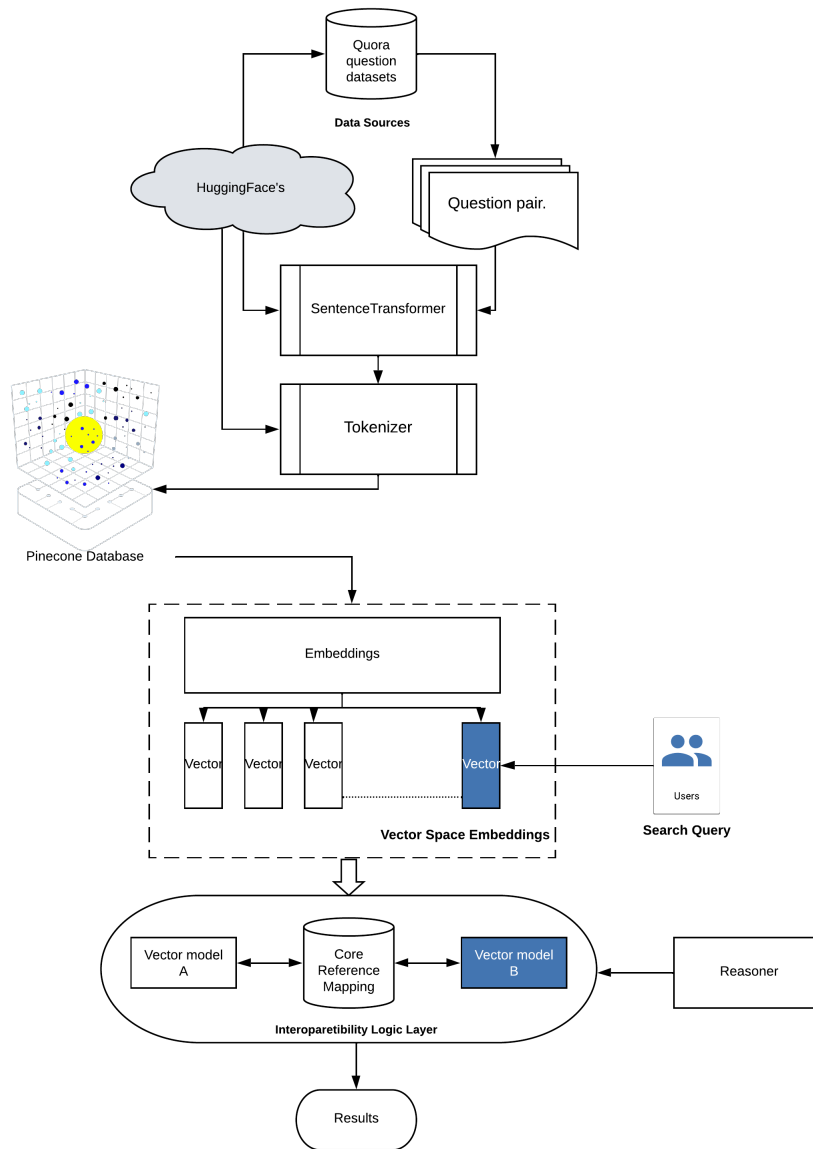 Quora
question
datasets
Data Sources
HuggingFace's
Question pair.
SentenceTransformer
Tokenizer
Pinecone Database
Embeddings
Vector
Vector
Vector
Vector
Users
Vector Space Embeddings
Search Query
Vector model
A
Core
Reference
Mapping
Vector model
B
Reasoner
Interoparetibility Logic Layer
Results